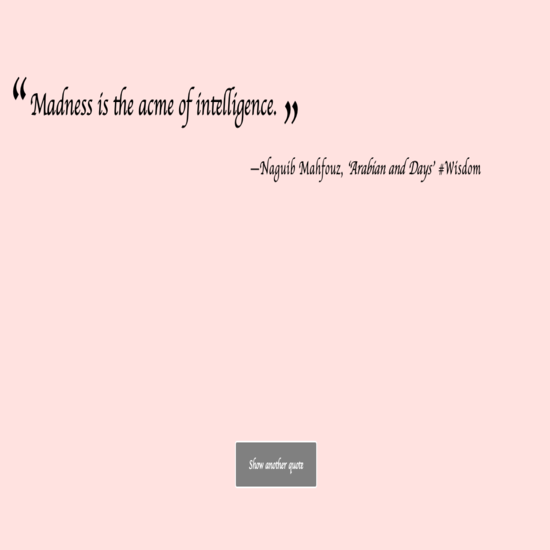 “Madness is the acme of intelligence.”
—Naguib Mahfouz, ‘Arabian and Days’ #Wisdom
Show another quote